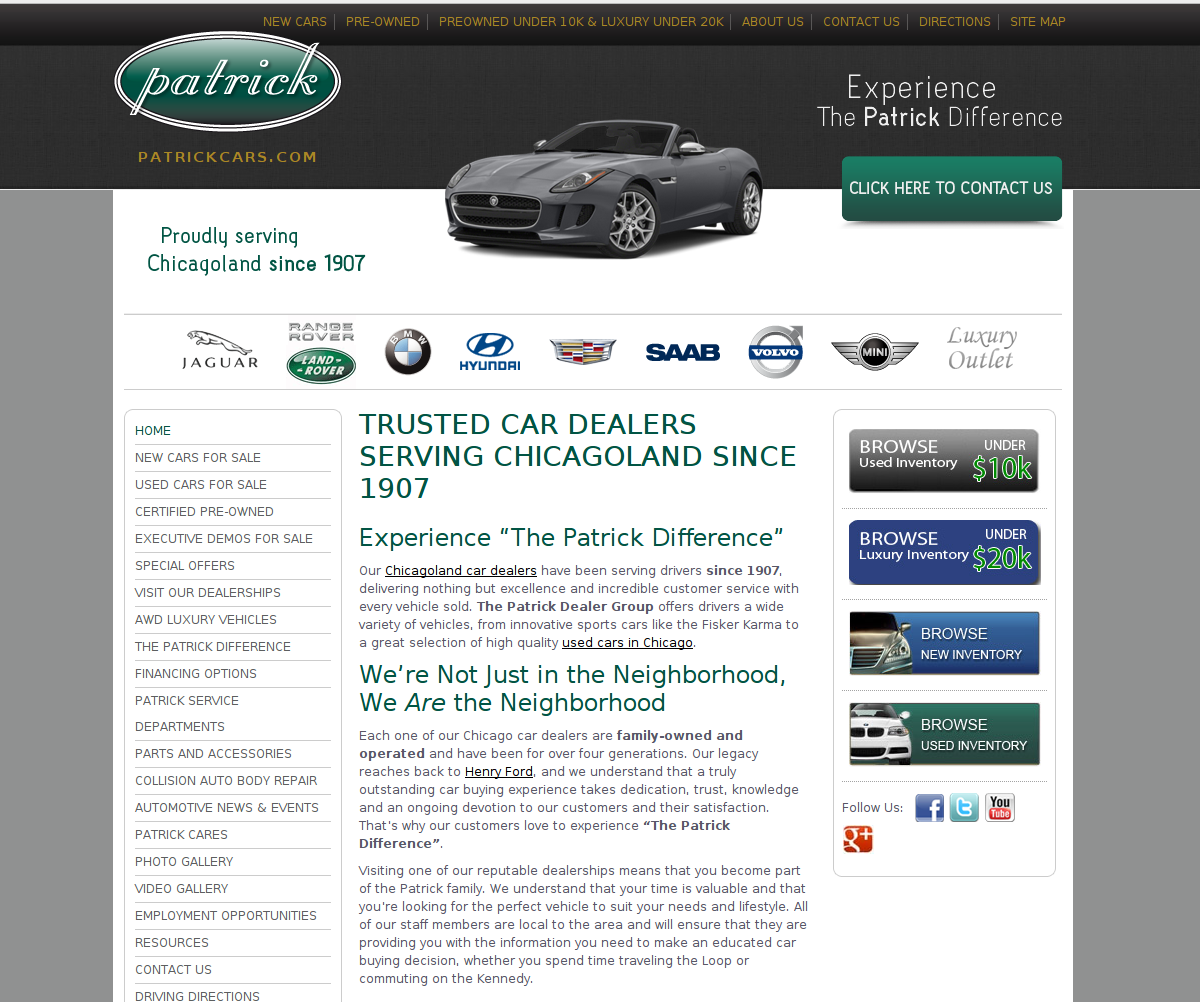 NEW CARS
PRE-OWNED
PREOWNED UNDER 10K & LUXURY UNDER 20K
ABOUT US
CONTACT US
DIRECTIONS
SITE MAP
patrick
PATRICKCARS.COM
Experience
The Patrick Difference
CLICK HERE TO CONTACT US
Proudly serving
Chicagoland since 1907
JAGUAR
RANGE
ROVER
LAND-
ROVER
BMW
HYUNDAI
SAAB
VOLVO
MINI
Luxury
Outlet
HOME
NEW CARS FOR SALE
USED CARS FOR SALE
CERTIFIED PRE-OWNED
EXECUTIVE DEMOS FOR SALE
SPECIAL OFFERS
VISIT OUR DEALERSHIPS
AWD LUXURY VEHICLES
THE PATRICK DIFFERENCE
FINANCING OPTIONS
PATRICK SERVICE
DEPARTMENTS
PARTS AND ACCESSORIES
COLLISION AUTO BODY REPAIR
AUTOMOTIVE NEWS & EVENTS
PATRICK CARES
PHOTO GALLERY
VIDEO GALLERY
EMPLOYMENT OPPORTUNITIES
RESOURCES
CONTACT US
DRIVING DIRECTIONS
TRUSTED CAR DEALERS
SERVING CHICAGOLAND SINCE
1907
Experience “The Patrick Difference”
Our Chicagoland car dealers have been serving drivers since 1907,
delivering nothing but excellence and incredible customer service with
every vehicle sold. The Patrick Dealer Group offers drivers a wide
variety of vehicles, from innovative sports cars like the Fisker Karma to
a great selection of high quality used cars in Chicago.
We’re Not Just in the Neighborhood,
We Are the Neighborhood
Each one of our Chicago car dealers are family-owned and
operated and have been for over four generations. Our legacy
reaches back to Henry Ford, and we understand that a truly
outstanding car buying experience takes dedication, trust, knowledge
and an ongoing devotion to our customers and their satisfaction.
That's why our customers love to experience “The Patrick
Difference”.
Visiting one of our reputable dealerships means that you become part
of the Patrick family. We understand that your time is valuable and that
you're looking for the perfect vehicle to suit your needs and lifestyle. All
of our staff members are local to the area and will ensure that they are
providing you with the information you need to make an educated car
buying decision, whether you spend time traveling the Loop or
commuting on the Kennedy.
BROWSE
Used Inventory
UNDER
$10k
BROWSE
Luxury Inventory
UNDER
$20k
BROWSE
NEW INVENTORY
BROWSE
USED INVENTORY
Follow Us:
You
Tube